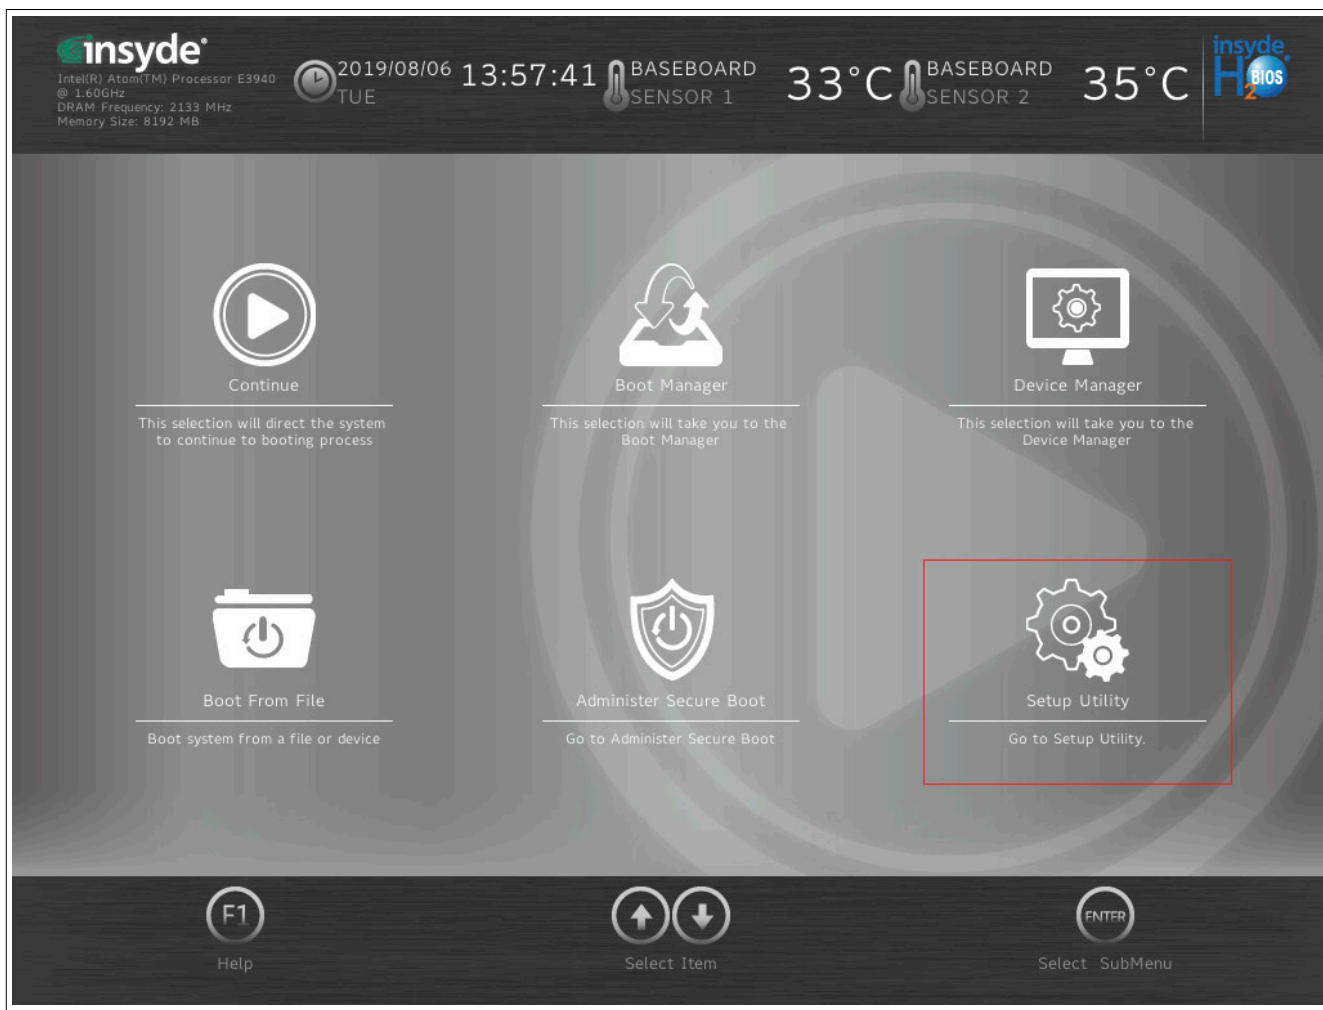 insyde
Intel(R) Atom(TM) Processor E3940
@ 1.60GHz
DRAM Frequency: 2133 MHz
Memory Size: 8192 MB
2019/08/06
TUE
13:57:41
BASEBOARD
SENSOR 1
33°C
BASEBOARD
SENSOR 2
35°C
insyde
H2BIOS
Continue
This selection will direct the system
to continue to booting process
Boot Manager
This selection will take you to the
Boot Manager
Device Manager
This selection will take you to the
Device Manager
Boot From File
Boot system from a file or device
Administer Secure Boot
Go to Administer Secure Boot
Setup Utility
Go to Setup Utility.
F1
Help
Select Item
ENTER
Select SubMenu